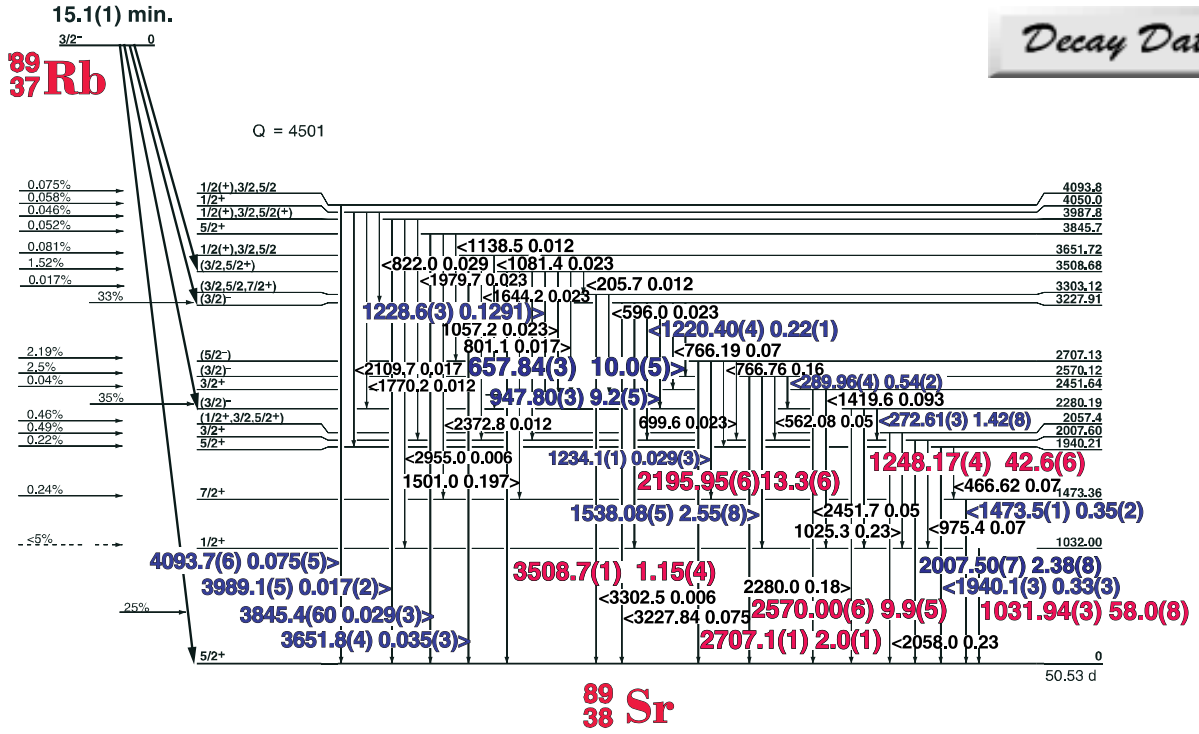 15.1(1) min.
3/2− 0
89
37 Rb
Decay Dat
Q = 4501
0.075% 1/2(+),3/2,5/2 4093.8
0.058% 1/2+ 4050.0
0.046% 1/2(+),3/2,5/2(+) 3987.8
0.052% 5/2+ 3845.7
<1138.5 0.012
0.081% 1/2(+),3/2,5/2 3651.72
<822.0 0.029 <1081.4 0.023
1.52% (3/2,5/2+) 3508.68
<1979.7 0.023 <205.7 0.012
0.017% (3/2,5/2,7/2+) 3303.12
<1644.2 0.023
33% (3/2)− 3227.91
1228.6(3) 0.1291)> <596.0 0.023
1057.2 0.023> <1220.40(4) 0.22(1)
801.1 0.017> <766.19 0.07
2.19% (5/2−) 2707.13
<2109.7 0.017 657.84(3) 10.0(5)> <766.76 0.16
2.5% (3/2)− 2570.12
<1770.2 0.012 <289.96(4) 0.54(2)
0.04% 3/2+ 2451.64
947.80(3) 9.2(5)> <1419.6 0.093
35% (3/2)− 2280.19
0.46% (1/2+,3/2,5/2+) 2057.4
<2372.8 0.012 699.6 0.023> <562.08 0.05 <272.61(3) 1.42(8)
0.49% 3/2+ 2007.60
0.22% 5/2+ 1940.21
<2955.0 0.006 1234.1(1) 0.029(3)> 1248.17(4) 42.6(6)
1501.0 0.197> 2195.95(6)13.3(6) <466.62 0.07
0.24% 7/2+ 1473.36
1538.08(5) 2.55(8)> <2451.7 0.05 <1473.5(1) 0.35(2)
1025.3 0.23> <975.4 0.07
<5% 1/2+ 1032.00
4093.7(6) 0.075(5)> 3508.7(1) 1.15(4) 2007.50(7) 2.38(8)
3989.1(5) 0.017(2)> 2280.0 0.18> <1940.1(3) 0.33(3)
<3302.5 0.006
25% 3845.4(60 0.029(3)> <3227.84 0.075 2570.00(6) 9.9(5) 1031.94(3) 58.0(8)
3651.8(4) 0.035(3)> 2707.1(1) 2.0(1) <2058.0 0.23
5/2+ 0
50.53 d
89
38 Sr